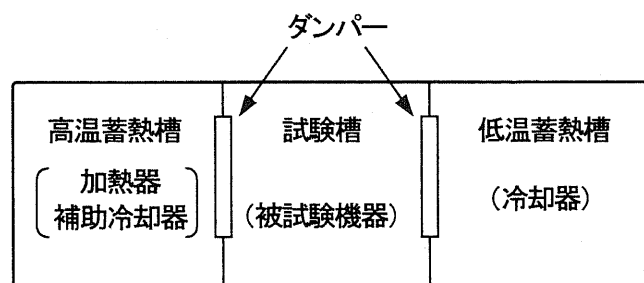 ダンパー
高温蓄熱槽
加熱器
補助冷却器
試験槽
(被試験機器)
低温蓄熱槽
(冷却器)